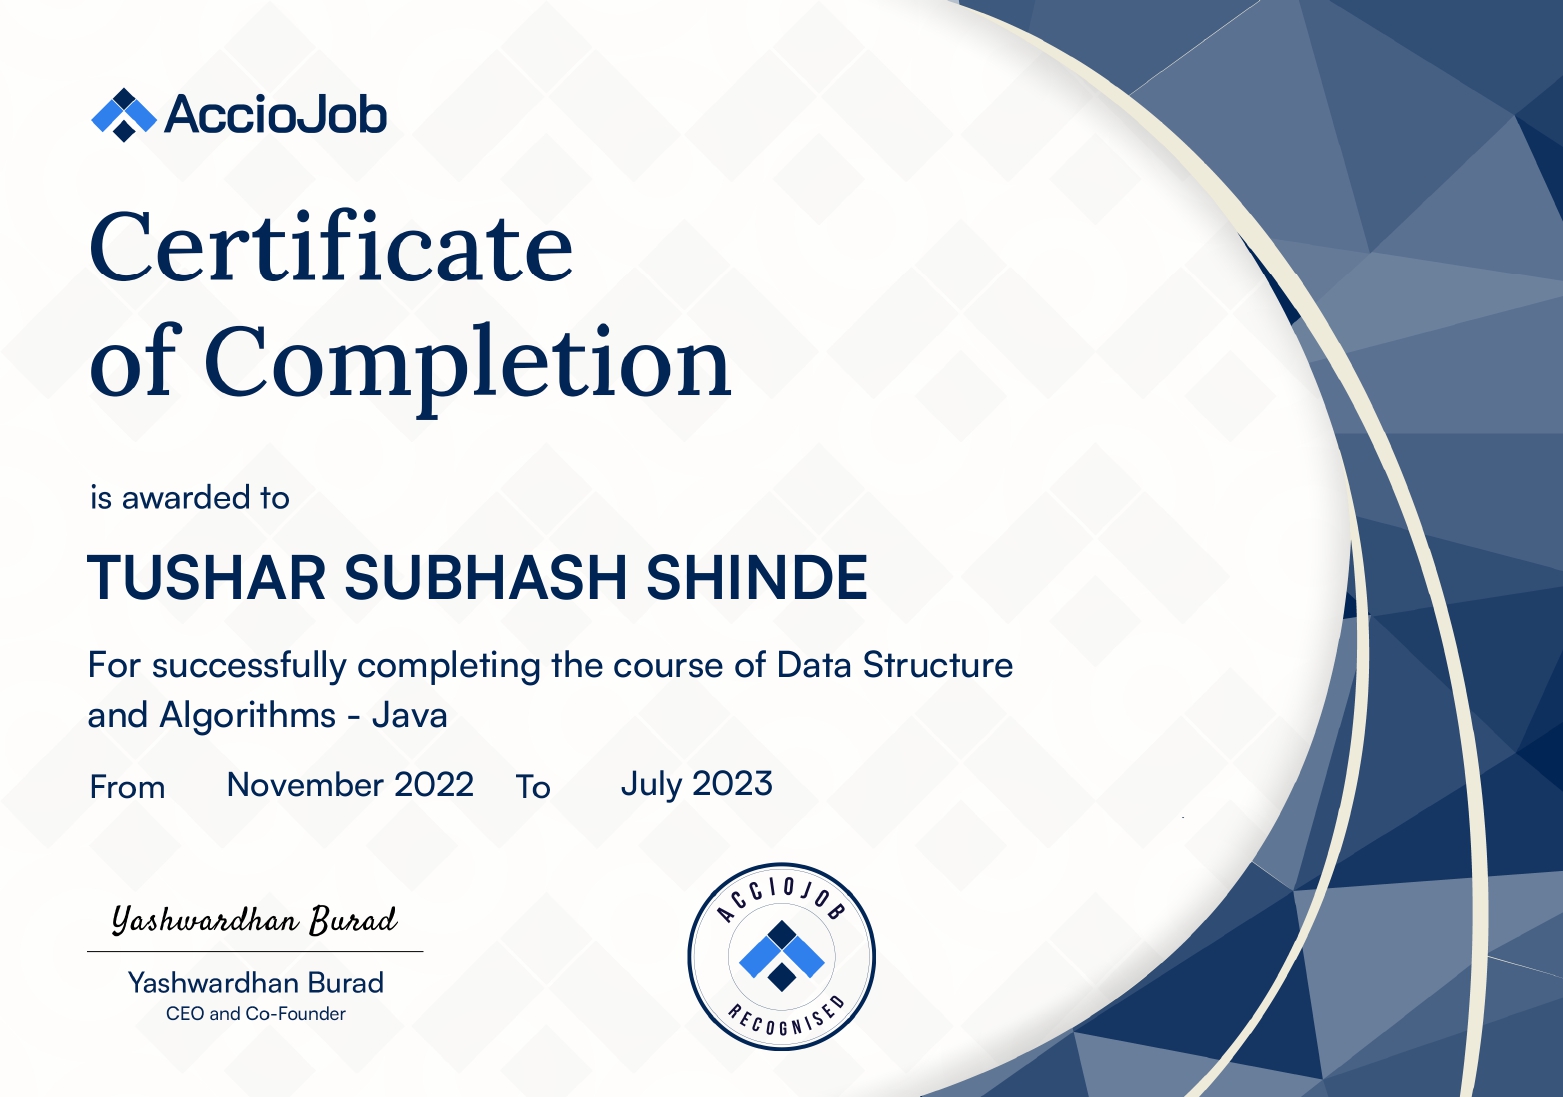 AccioJob
Certificate
of Completion
is awarded to
TUSHAR SUBHASH SHINDE
For successfully completing the course of Data Structure
and Algorithms - Java
From November 2022 To July 2023
Yashwardhan Burad
Yashwardhan Burad
CEO and Co-Founder
ACCIOJOB
RECOGNISED